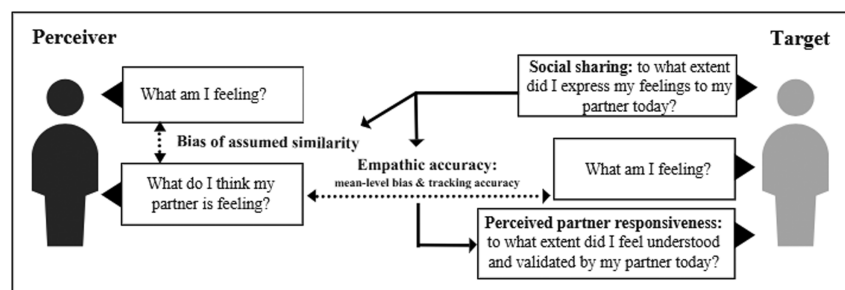 Perceiver
Target
What am I feeling?
Social sharing: to what extent
did I express my feelings to my
partner today?
Bias of assumed similarity
Empathic accuracy:
mean-level bias & tracking accuracy
What am I feeling?
What do I think my
partner is feeling?
Perceived partner responsiveness:
to what extent did I feel understood
and validated by my partner today?